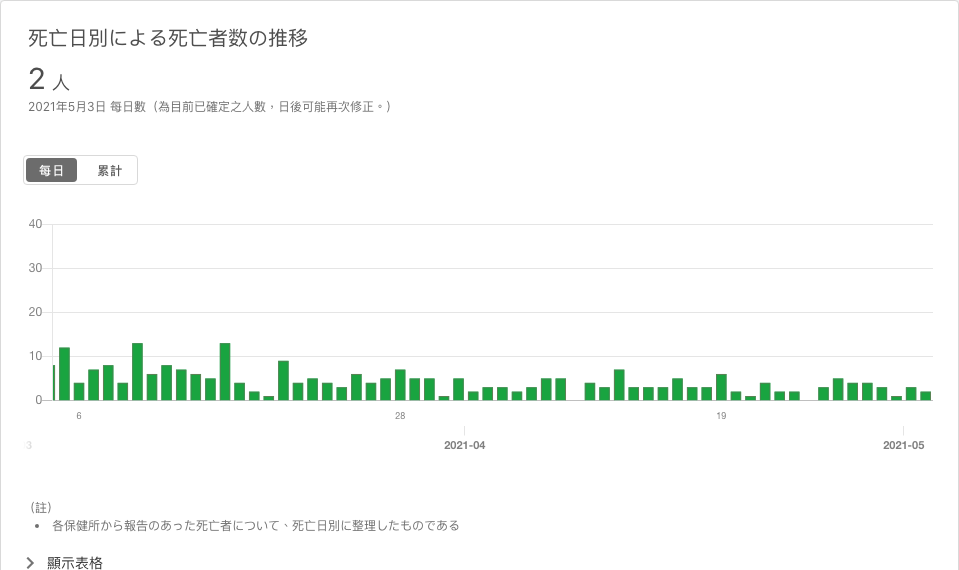 死亡日別による死亡者数の推移
2 人
2021年5月3日 每日數（為目前已確定之人數，日後可能再次修正。）
每日 累計
40
30
20
10
0
6 28 19
3 2021-04 2021-05
（註）
• 各保健所から報告のあった死亡者について、死亡日別に整理したものである
顯示表格